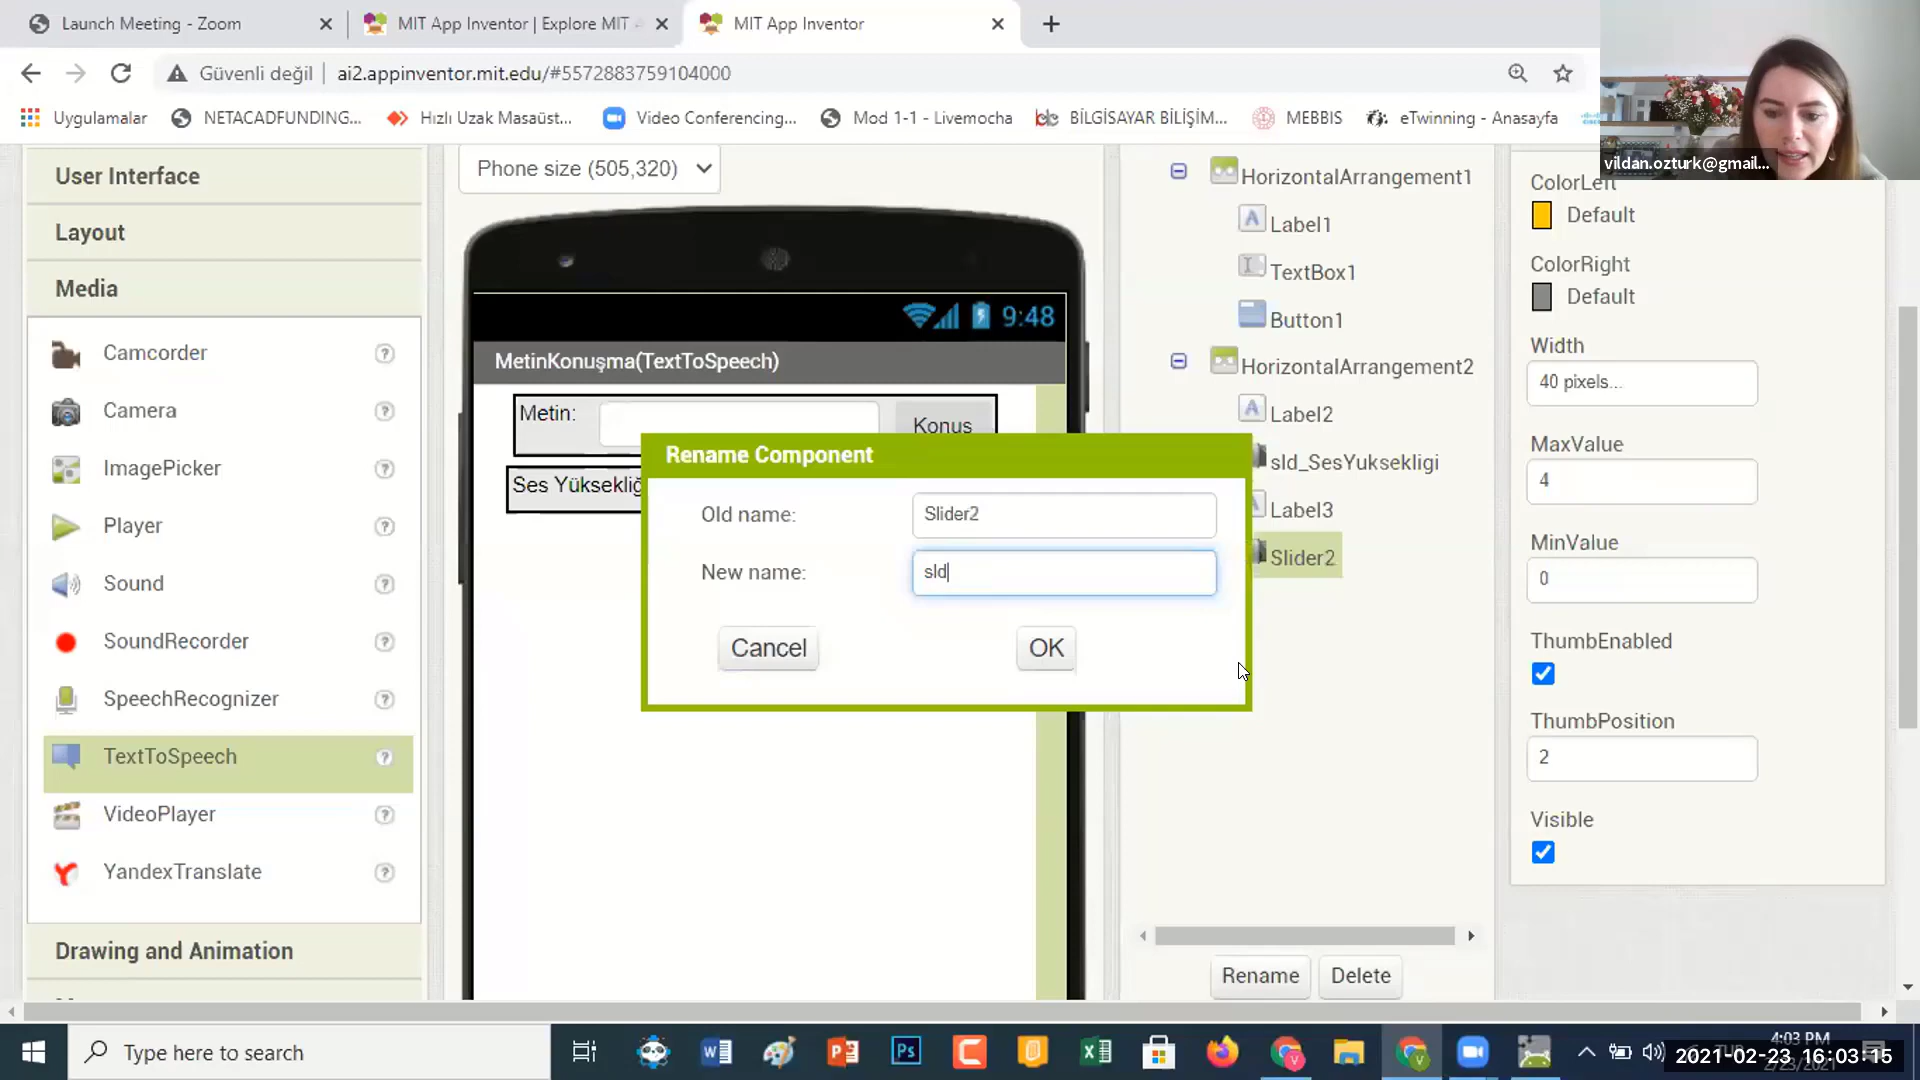 Launch Meeting - Zoom
MIT App Inventor | Explore MIT
MIT App Inventor
Güvenli değil
ai2.appinventor.mit.edu/#5572883759104000
Uygulamalar
NETACADFUNDING...
Hızlı Uzak Masaüst...
Video Conferencing...
Mod 1-1 - Livemocha
BİLGİSAYAR BİLİŞİM...
MEBBIS
eTwinning - Anasayfa
vildan.ozturk@gmail...
User Interface
Layout
Media
Camcorder
Camera
ImagePicker
Player
Sound
SoundRecorder
SpeechRecognizer
TextToSpeech
VideoPlayer
YandexTranslate
Drawing and Animation
Phone size (505,320)
9:48
MetinKonuşma(TextToSpeech)
Metin:
Konuş
Ses Yüksekliğ
Rename Component
Old name:
Slider2
New name:
sld
Cancel
OK
HorizontalArrangement1
Label1
TextBox1
Button1
HorizontalArrangement2
Label2
sld_SesYuksekligi
Label3
Slider2
Rename
Delete
ColorLeft
Default
ColorRight
Default
Width
40 pixels...
MaxValue
4
MinValue
0
ThumbEnabled
ThumbPosition
2
Visible
Type here to search
4:03 PM
2021-02-23 16:03:15